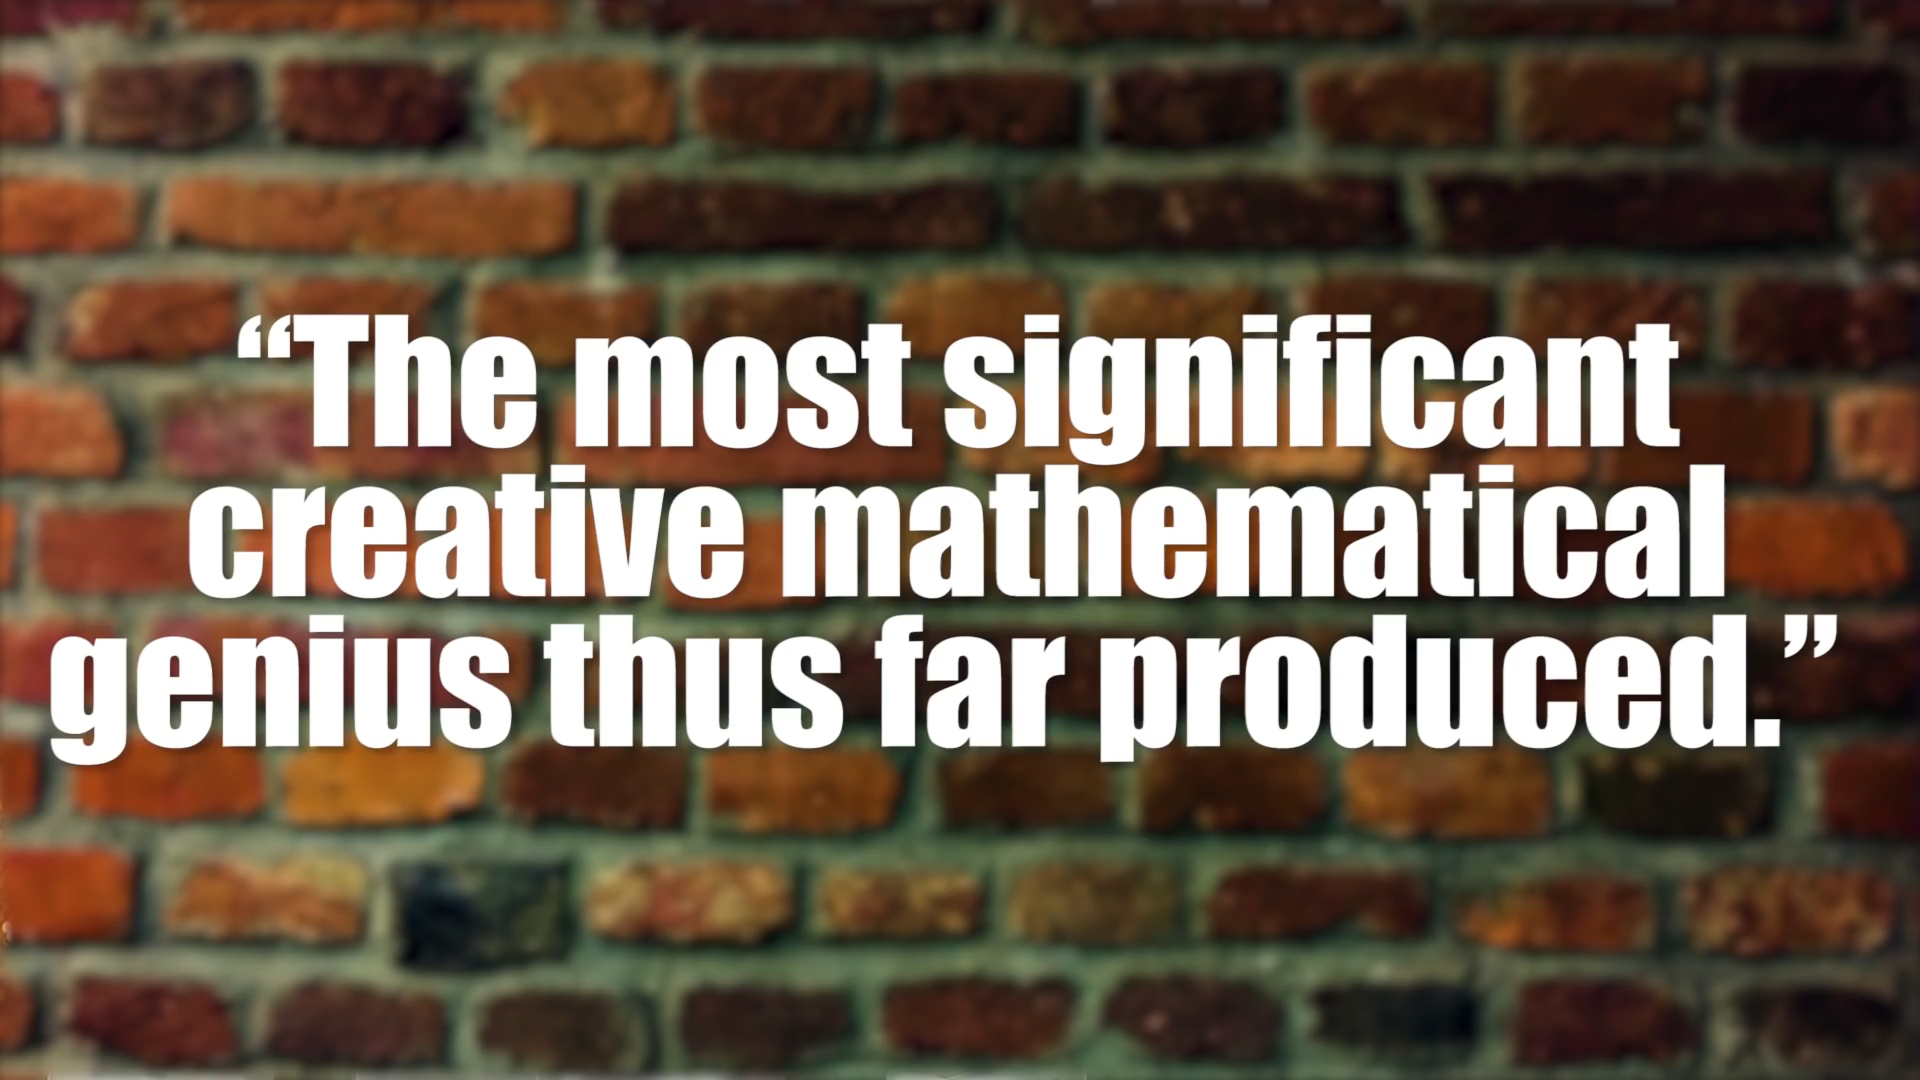 “The most significant
creative mathematical
genius thus far produced.”